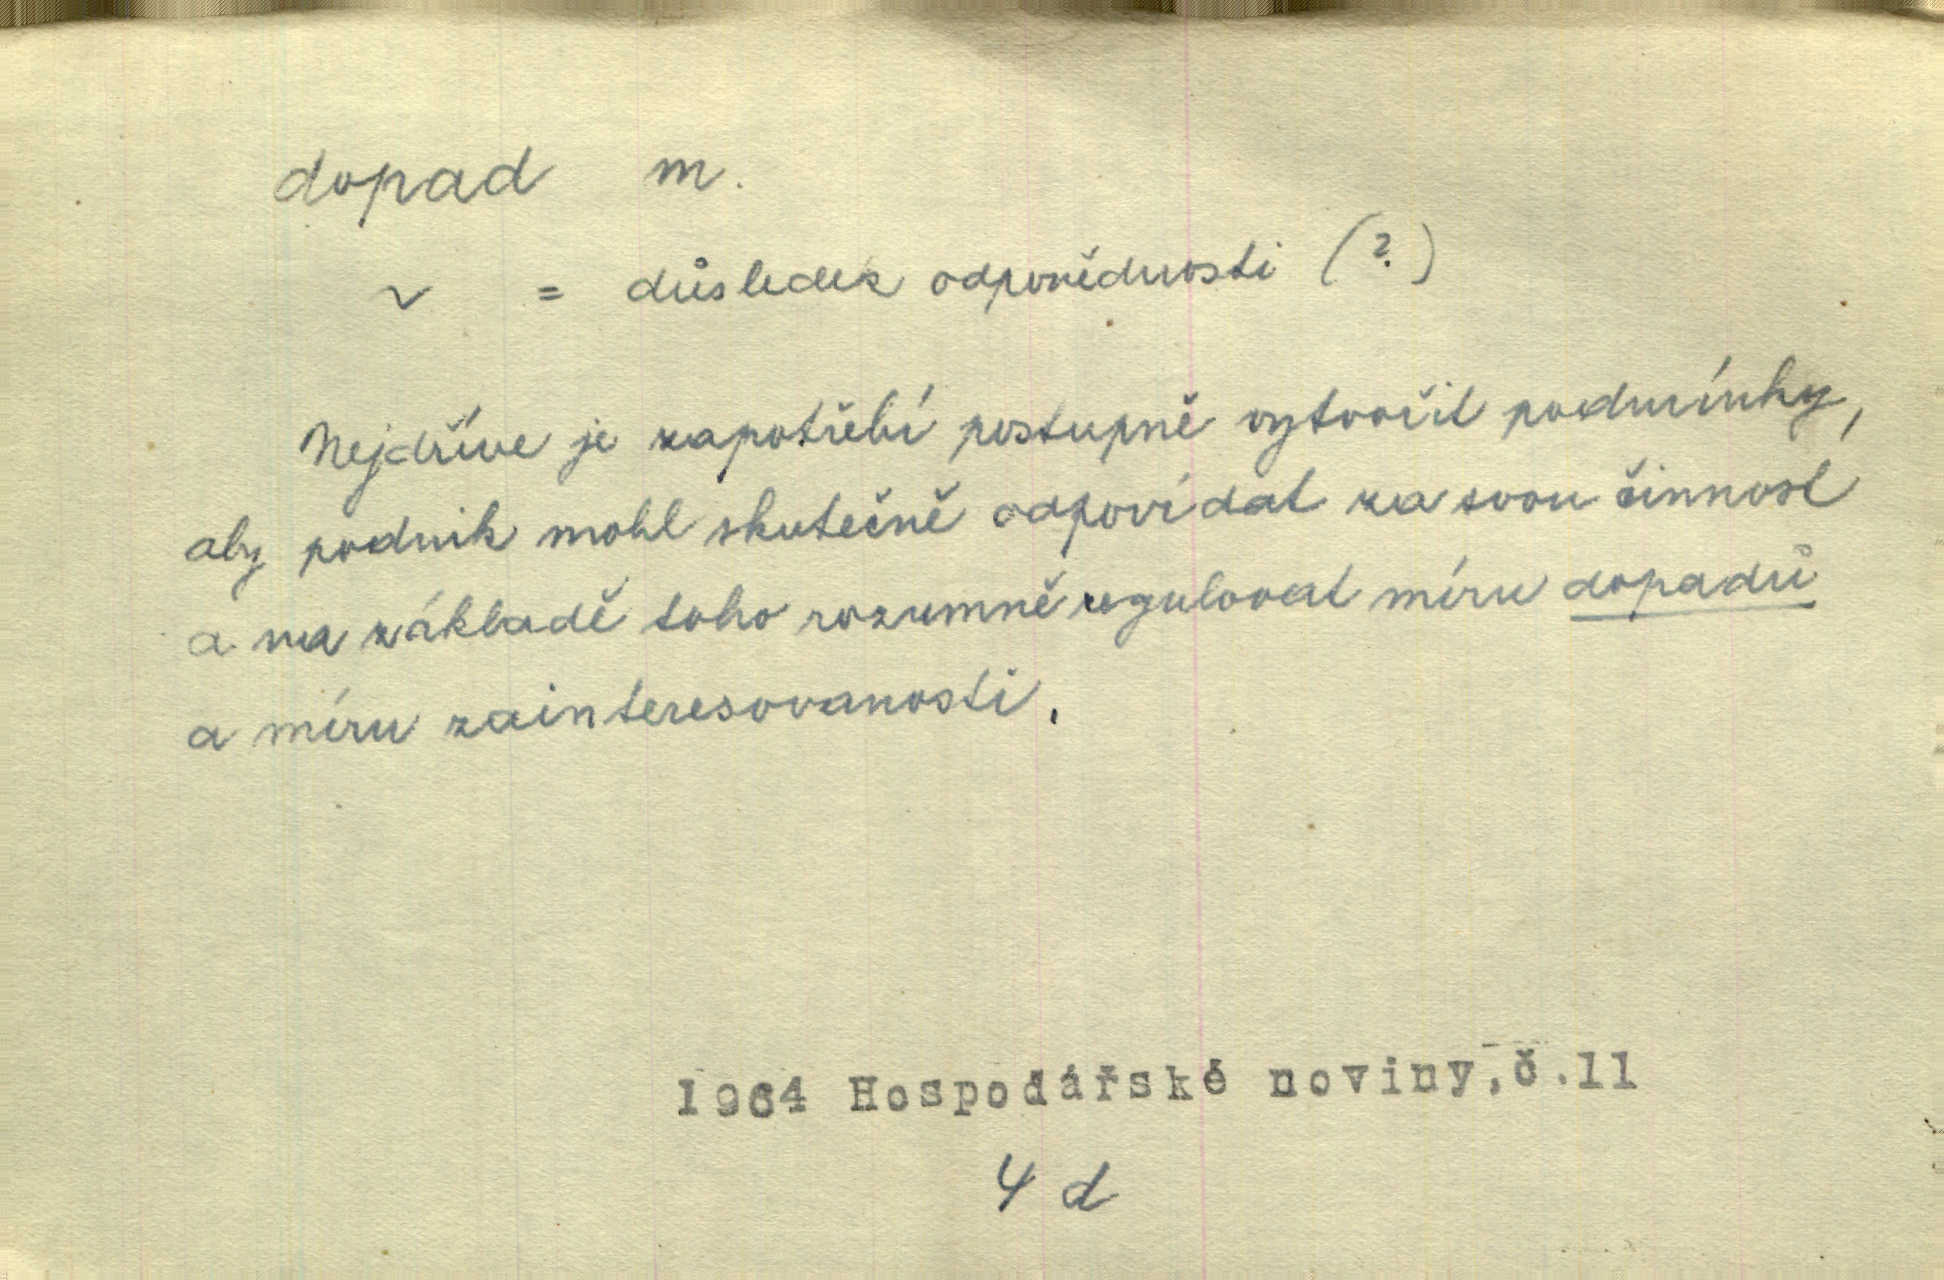 dopad m.
v = důsledek odpovědnosti (?)
Nejdříve je zapotřebí postupně vytvořit podmínky,
aby podnik mohl skutečně odpovídat za svou činnost
a na základě toho rozumně regulovat míru dopadů
a míru zainteresovanosti.
1964 Hospodářské noviny, č.11
4 d